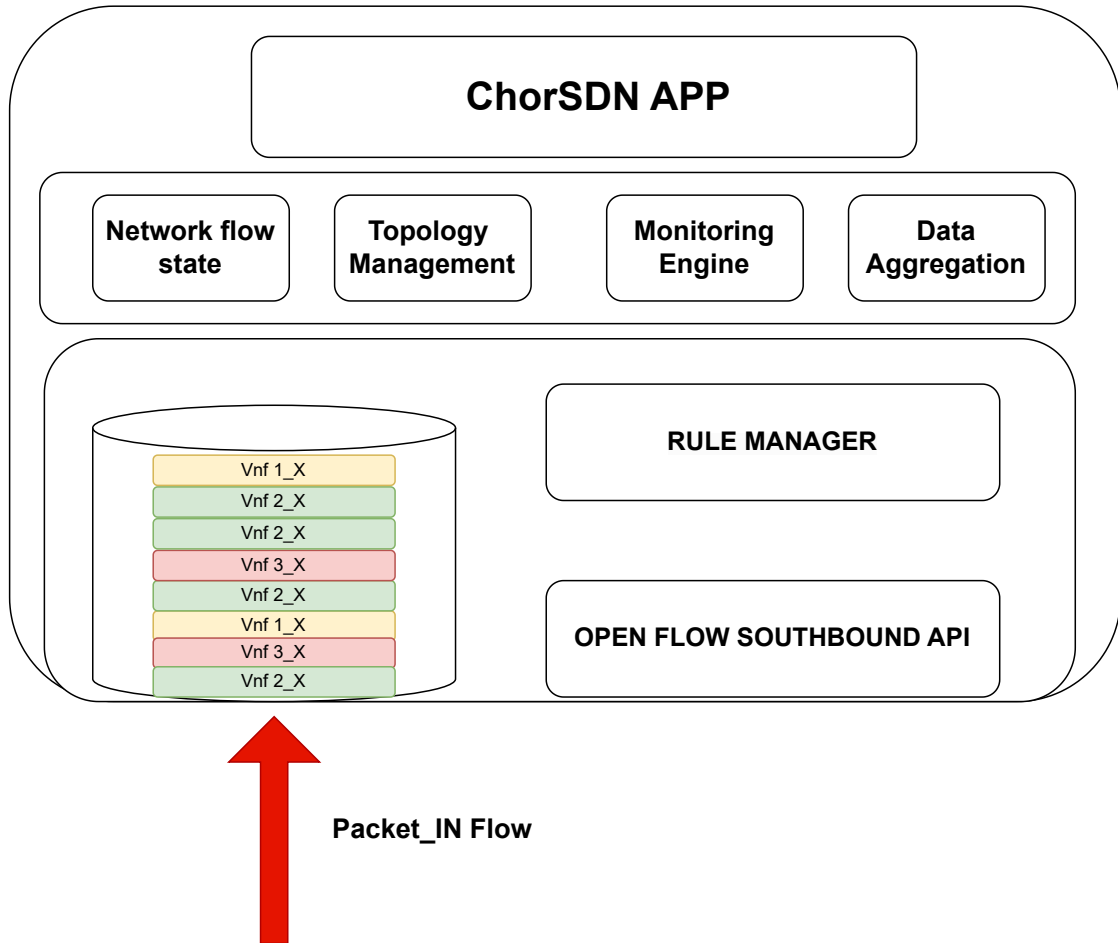 ChorSDN APP
Network flow
state
Topology
Management
Monitoring
Engine
Data
Aggregation
Vnf 1_X
Vnf 2_X
Vnf 2_X
Vnf 3_X
Vnf 2_X
Vnf 1_X
Vnf 3_X
Vnf 2_X
RULE MANAGER
OPEN FLOW SOUTHBOUND API
Packet_IN Flow